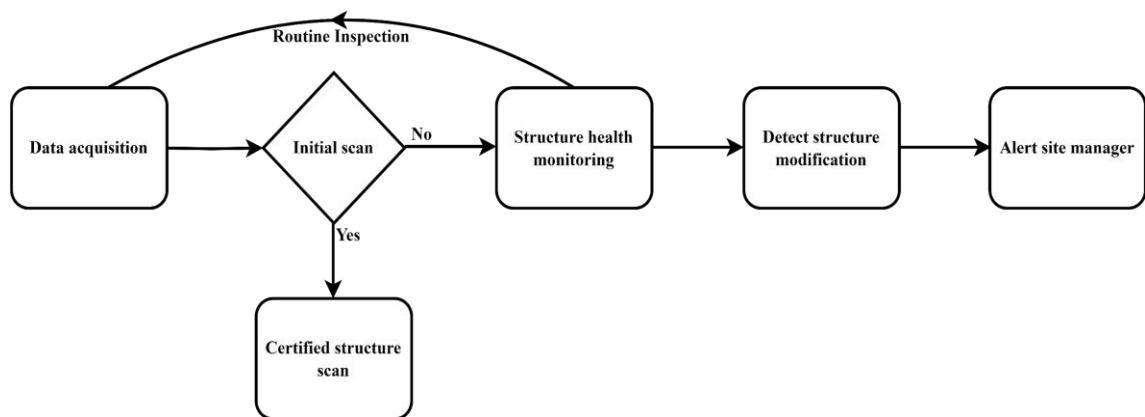 Routine Inspection
Data acquisition
Initial scan
No
Structure health
monitoring
Detect structure
modification
Alert site manager
Yes
Certified structure
scan